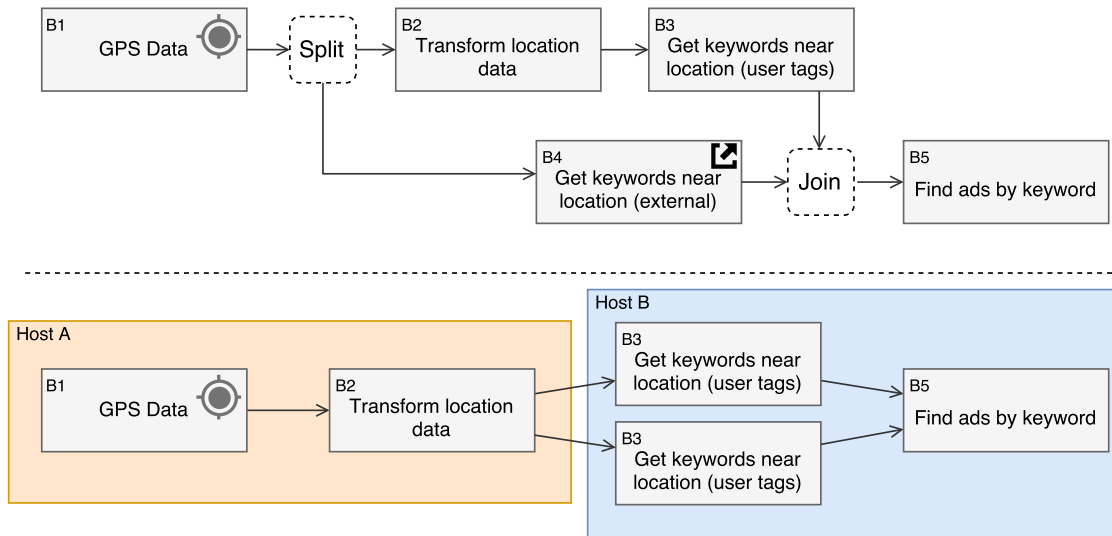 B1
GPS Data
Split
B2
Transform location
data
B3
Get keywords near
location (user tags)
B4
Get keywords near
location (external)
Join
B5
Find ads by keyword
Host A
B1
GPS Data
B2
Transform location
data
Host B
B3
Get keywords near
location (user tags)
B3
Get keywords near
location (user tags)
B5
Find ads by keyword